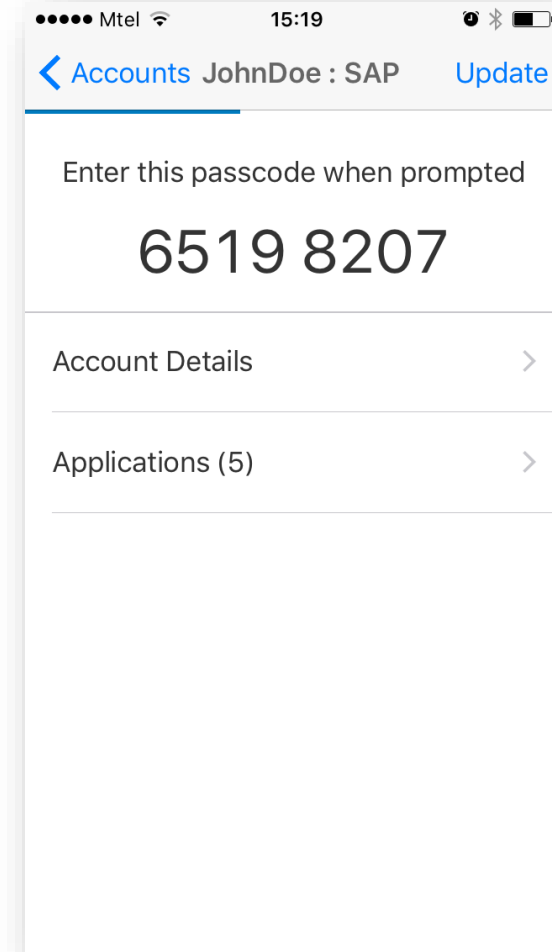 Mtel 15:19
Accounts JohnDoe : SAP Update
Enter this passcode when prompted
6519 8207
Account Details
Applications (5)